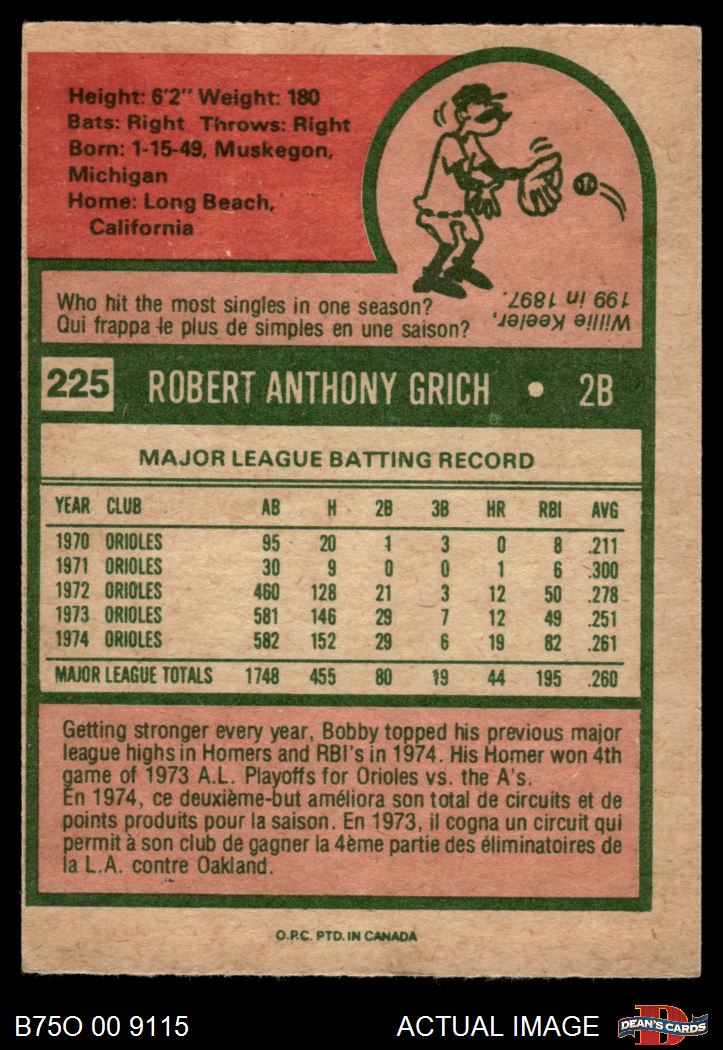 Height: 6'2" Weight: 180
Bats: Right Throws: Right
Born: 1-15-49, Muskegon,
Michigan
Home: Long Beach,
California
Who hit the most singles in one season?
Qui frappa le plus de simples en une saison?
Willie Keeler,
199 in 1897.
225 ROBERT ANTHONY GRICH • 2B
MAJOR LEAGUE BATTING RECORD
YEAR CLUB AB H 2B 3B HR RBI AVG
1970 ORIOLES 95 20 1 3 0 8 .211
1971 ORIOLES 30 9 0 0 1 6 .300
1972 ORIOLES 460 128 21 3 12 50 .278
1973 ORIOLES 581 146 29 7 12 49 .251
1974 ORIOLES 582 152 29 6 19 82 .261
MAJOR LEAGUE TOTALS 1748 455 80 19 44 195 .260
Getting stronger every year, Bobby topped his previous major
league highs in Homers and RBI's in 1974. His Homer won 4th
game of 1973 A.L. Playoffs for Orioles vs. the A's.
En 1974, ce deuxième-but améliora son total de circuits et de
points produits pour la saison. En 1973, il cogna un circuit qui
permit à son club de gagner la 4ème partie des éliminatoires de
la L.A. contre Oakland.
O.P.C. PTD. IN CANADA
B75O 00 9115 ACTUAL IMAGE DEAN'S CARDS